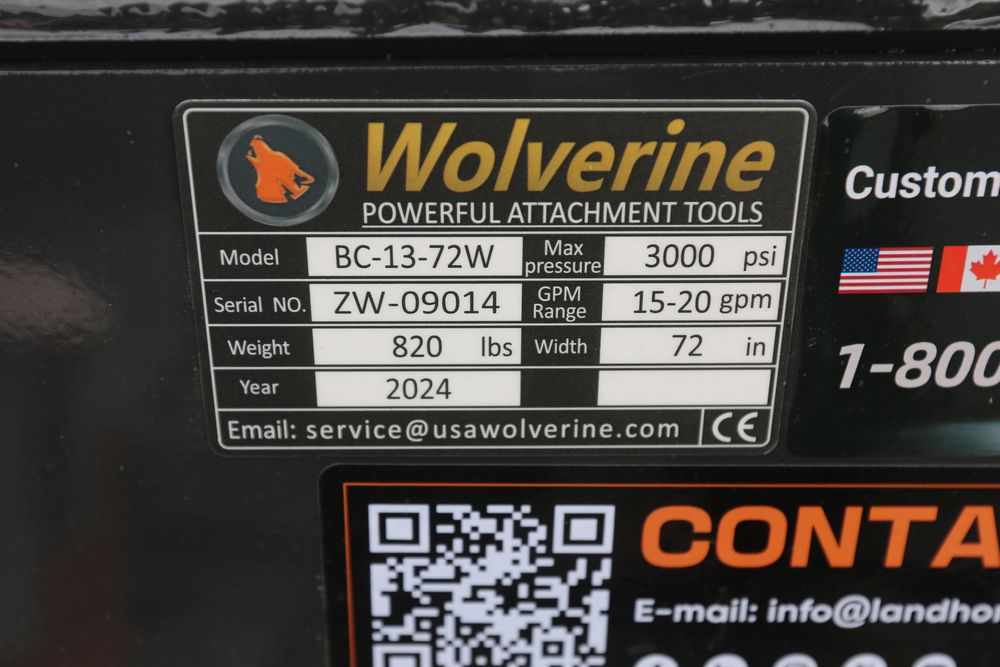 Wolverine
POWERFUL ATTACHMENT TOOLS
Model BC-13-72W Max pressure 3000 psi
Serial NO. ZW-09014 GPM Range 15-20 gpm
Weight 820 lbs Width 72 in
Year 2024
Email: service@usawolverine.com CE
Custom
1-800
CONTA
E-mail: info@landho